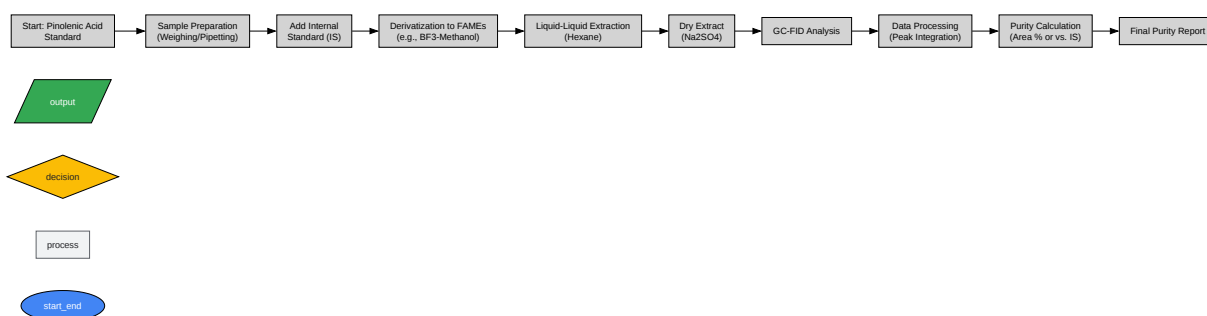 Start: Pinolenic Acid
Standard
Sample Preparation
(Weighing/Pipetting)
Add Internal
Standard (IS)
Derivatization to FAMEs
(e.g., BF3-Methanol)
Liquid-Liquid Extraction
(Hexane)
Dry Extract
(Na2SO4)
GC-FID Analysis
Data Processing
(Peak Integration)
Purity Calculation
(Area % or vs. IS)
Final Purity Report
output
decision
process
start_end